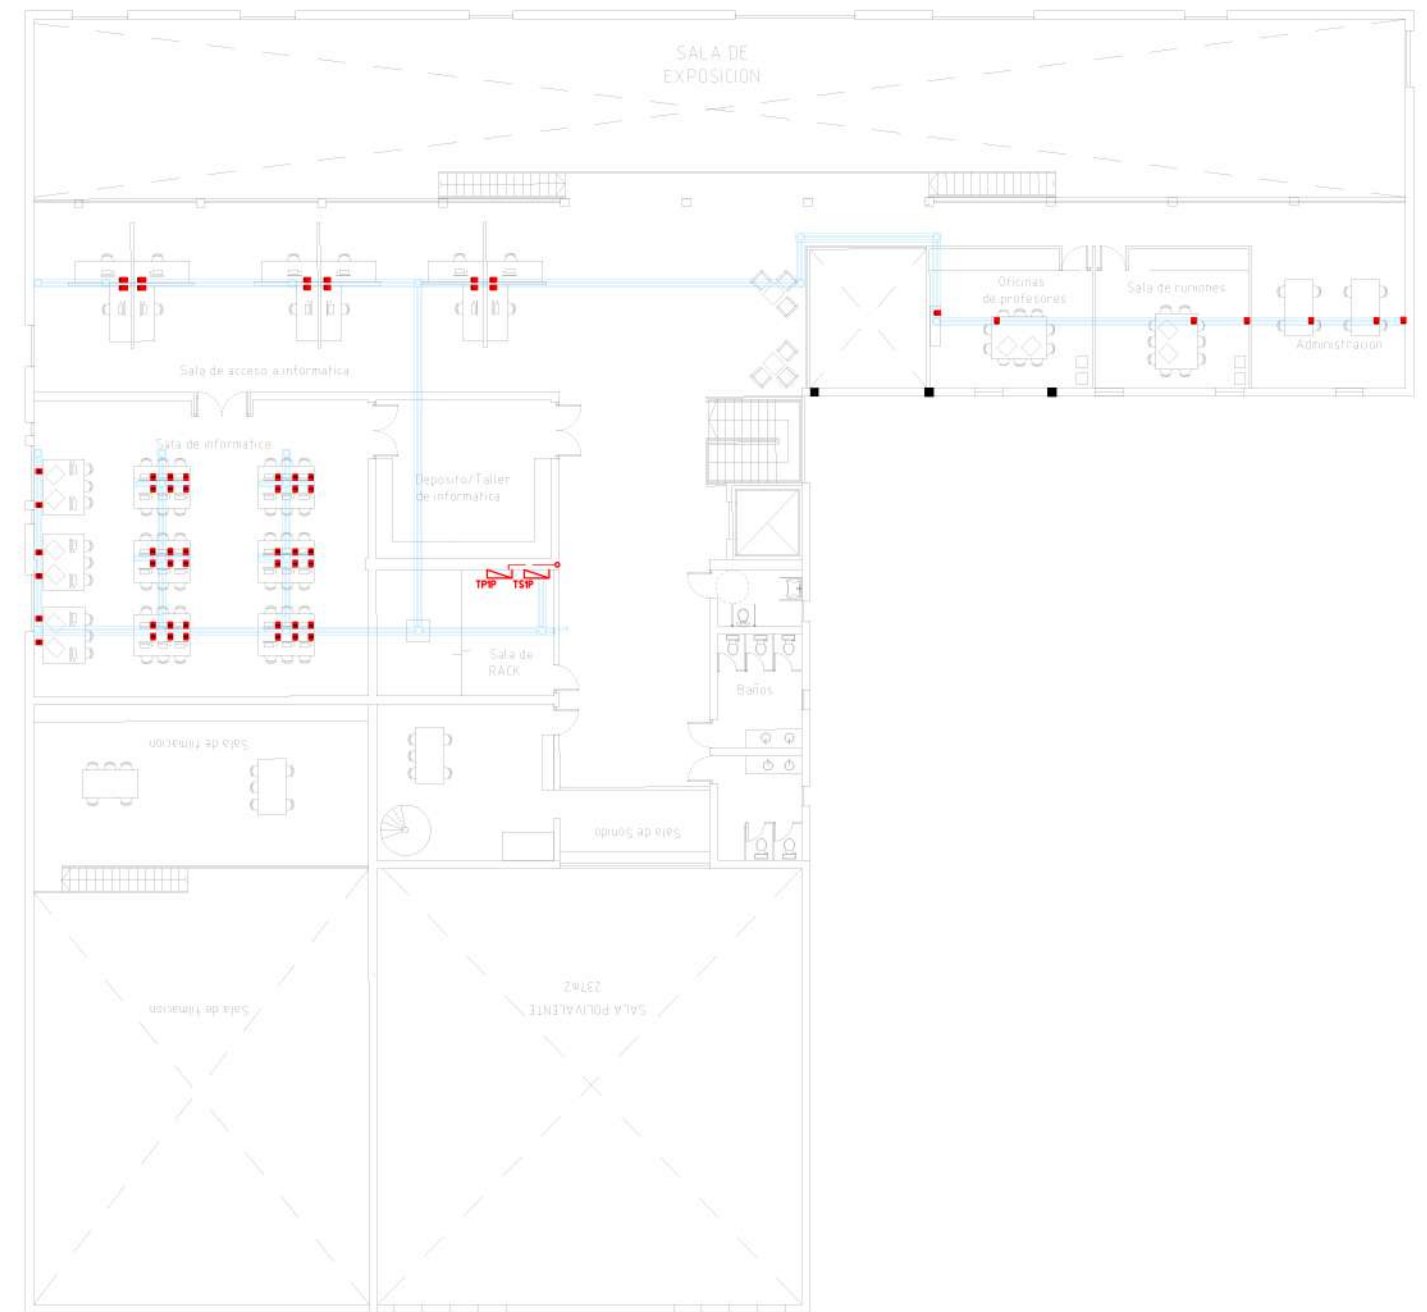 SALA DE
EXPOSICION
Oficinas
de profesores
Sala de runiones
Administracion
Sala de acceso a informatica
Sala de informatica
Deposito/Taller
de informatica
TP1P
TS1P
Sala de
RACK
Baños
Sala de filmacion
Sala de Sonido
Sala de filmacion
SALA POLIVALENTE
237m2